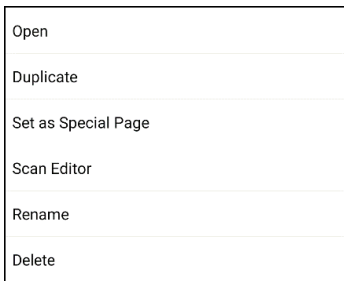 Open
Duplicate
Set as Special Page
Scan Editor
Rename
Delete